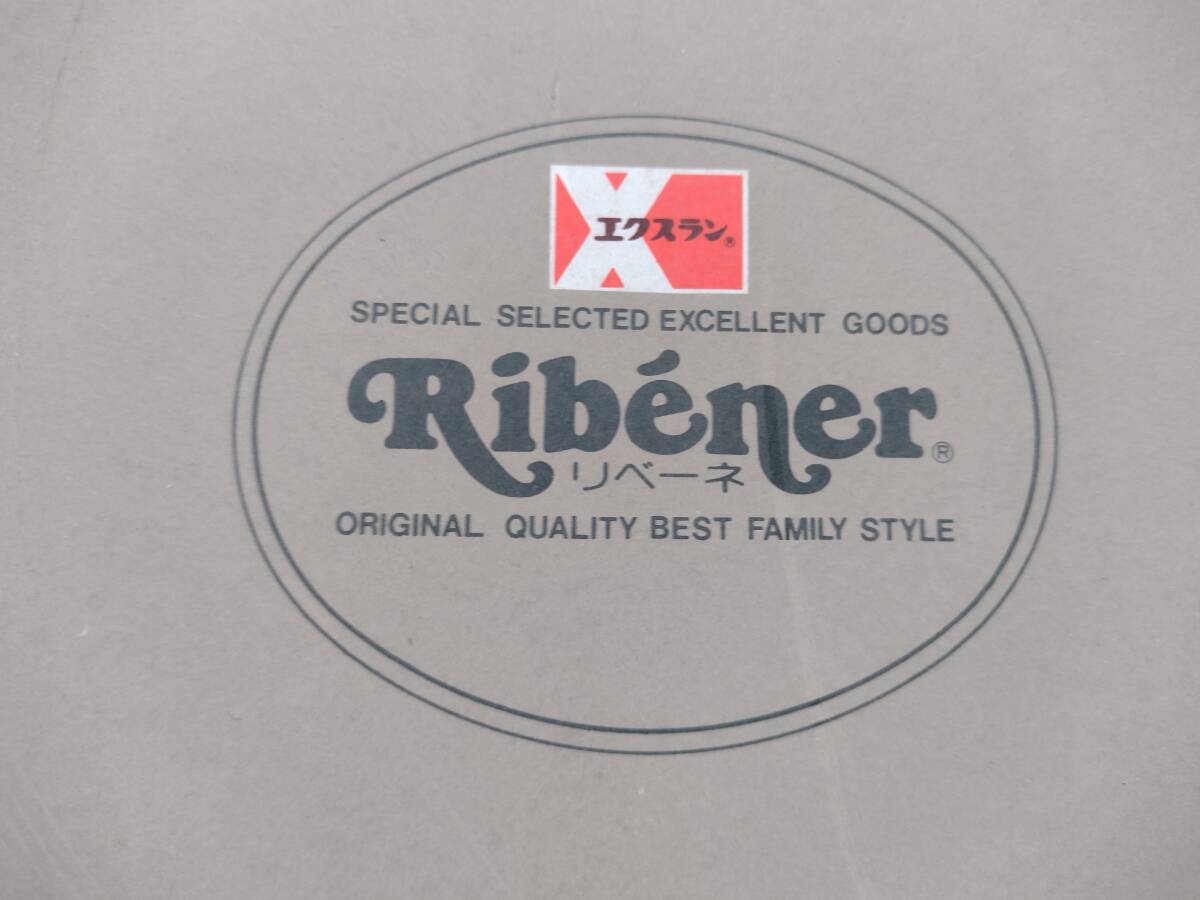 エクスラン®
SPECIAL SELECTED EXCELLENT GOODS
Ribéner®
リベーネ
ORIGINAL QUALITY BEST FAMILY STYLE